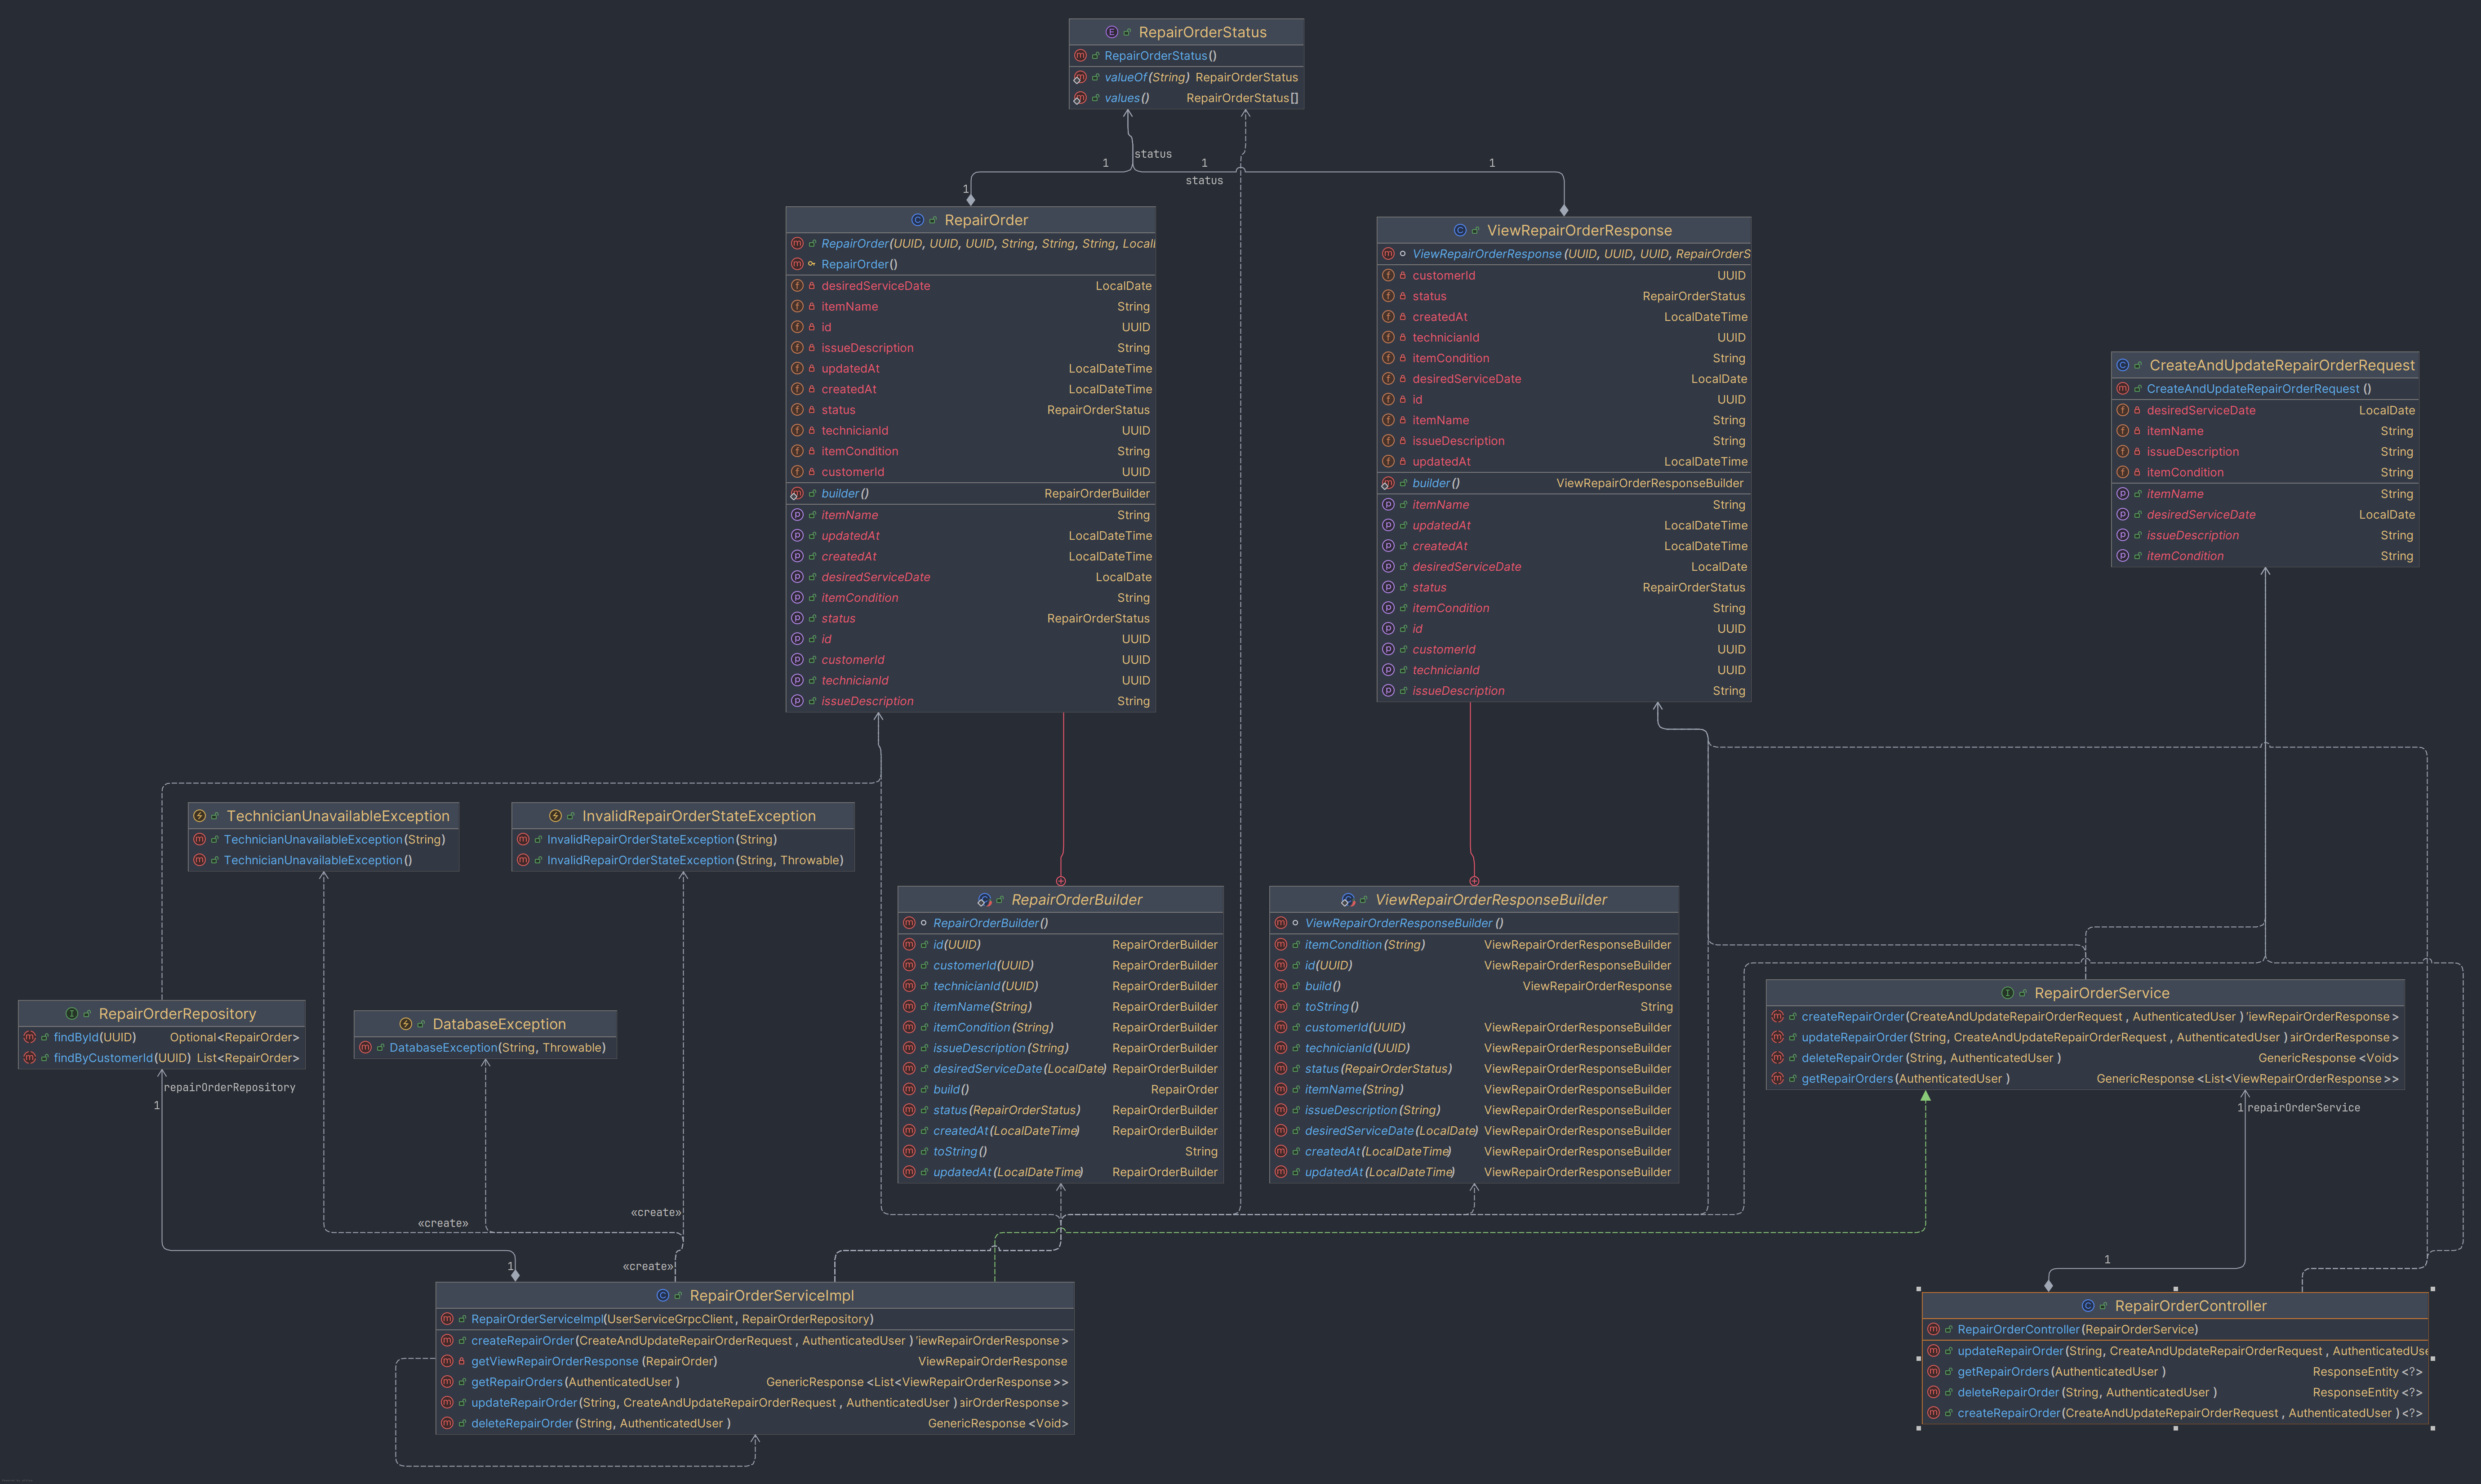 RepairOrderStatus
RepairOrderStatus()
valueOf(String) RepairOrderStatus
values() RepairOrderStatus[]
status
1 1 1
status
1
RepairOrder
RepairOrder(UUID, UUID, UUID, String, String, String, Local
RepairOrder()
desiredServiceDate LocalDate
itemName String
id UUID
issueDescription String
updatedAt LocalDateTime
createdAt LocalDateTime
status RepairOrderStatus
technicianId UUID
itemCondition String
customerId UUID
builder() RepairOrderBuilder
itemName String
updatedAt LocalDateTime
createdAt LocalDateTime
desiredServiceDate LocalDate
itemCondition String
status RepairOrderStatus
id UUID
customerId UUID
technicianId UUID
issueDescription String
ViewRepairOrderResponse
ViewRepairOrderResponse(UUID, UUID, UUID, RepairOrderS
customerId UUID
status RepairOrderStatus
createdAt LocalDateTime
technicianId UUID
itemCondition String
desiredServiceDate LocalDate
id UUID
itemName String
issueDescription String
updatedAt LocalDateTime
builder() ViewRepairOrderResponseBuilder
itemName String
updatedAt LocalDateTime
createdAt LocalDateTime
desiredServiceDate LocalDate
status RepairOrderStatus
itemCondition String
id UUID
customerId UUID
technicianId UUID
issueDescription String
CreateAndUpdateRepairOrderRequest
CreateAndUpdateRepairOrderRequest ()
desiredServiceDate LocalDate
itemName String
issueDescription String
itemCondition String
itemName String
desiredServiceDate LocalDate
issueDescription String
itemCondition String
TechnicianUnavailableException
TechnicianUnavailableException(String)
TechnicianUnavailableException()
InvalidRepairOrderStateException
InvalidRepairOrderStateException(String)
InvalidRepairOrderStateException(String, Throwable)
RepairOrderRepository
findById(UUID) Optional<RepairOrder>
findByCustomerId(UUID) List<RepairOrder>
repairOrderRepository
1
DatabaseException
DatabaseException(String, Throwable)
RepairOrderBuilder
RepairOrderBuilder()
id(UUID) RepairOrderBuilder
customerId(UUID) RepairOrderBuilder
technicianId(UUID) RepairOrderBuilder
itemName(String) RepairOrderBuilder
itemCondition(String) RepairOrderBuilder
issueDescription(String) RepairOrderBuilder
desiredServiceDate(LocalDate) RepairOrderBuilder
build() RepairOrder
status(RepairOrderStatus) RepairOrderBuilder
createdAt(LocalDateTime) RepairOrderBuilder
toString() String
updatedAt(LocalDateTime) RepairOrderBuilder
ViewRepairOrderResponseBuilder
ViewRepairOrderResponseBuilder ()
itemCondition(String) ViewRepairOrderResponseBuilder
id(UUID) ViewRepairOrderResponseBuilder
build() ViewRepairOrderResponse
toString() String
customerId(UUID) ViewRepairOrderResponseBuilder
technicianId(UUID) ViewRepairOrderResponseBuilder
status(RepairOrderStatus) ViewRepairOrderResponseBuilder
itemName(String) ViewRepairOrderResponseBuilder
issueDescription(String) ViewRepairOrderResponseBuilder
desiredServiceDate(LocalDate) ViewRepairOrderResponseBuilder
createdAt(LocalDateTime) ViewRepairOrderResponseBuilder
updatedAt(LocalDateTime) ViewRepairOrderResponseBuilder
RepairOrderService
createRepairOrder(CreateAndUpdateRepairOrderRequest , AuthenticatedUser ) 'iewRepairOrderResponse >
updateRepairOrder(String, CreateAndUpdateRepairOrderRequest , AuthenticatedUser ) airOrderResponse >
deleteRepairOrder (String, AuthenticatedUser ) GenericResponse <Void>
getRepairOrders(AuthenticatedUser ) GenericResponse <List<ViewRepairOrderResponse >>
1 repairOrderService
«create»
«create»
«create»
1
1
RepairOrderServiceImpl
RepairOrderServiceImpl(UserServiceGrpcClient, RepairOrderRepository)
createRepairOrder(CreateAndUpdateRepairOrderRequest , AuthenticatedUser ) 'iewRepairOrderResponse >
getViewRepairOrderResponse (RepairOrder) ViewRepairOrderResponse
getRepairOrders(AuthenticatedUser ) GenericResponse <List<ViewRepairOrderResponse >>
updateRepairOrder(String, CreateAndUpdateRepairOrderRequest , AuthenticatedUser ) airOrderResponse >
deleteRepairOrder (String, AuthenticatedUser ) GenericResponse <Void>
RepairOrderController
RepairOrderController(RepairOrderService)
updateRepairOrder(String, CreateAndUpdateRepairOrderRequest , AuthenticatedUse
getRepairOrders(AuthenticatedUser ) ResponseEntity <?>
deleteRepairOrder (String, AuthenticatedUser ) ResponseEntity <?>
createRepairOrder(CreateAndUpdateRepairOrderRequest , AuthenticatedUser ) <?>